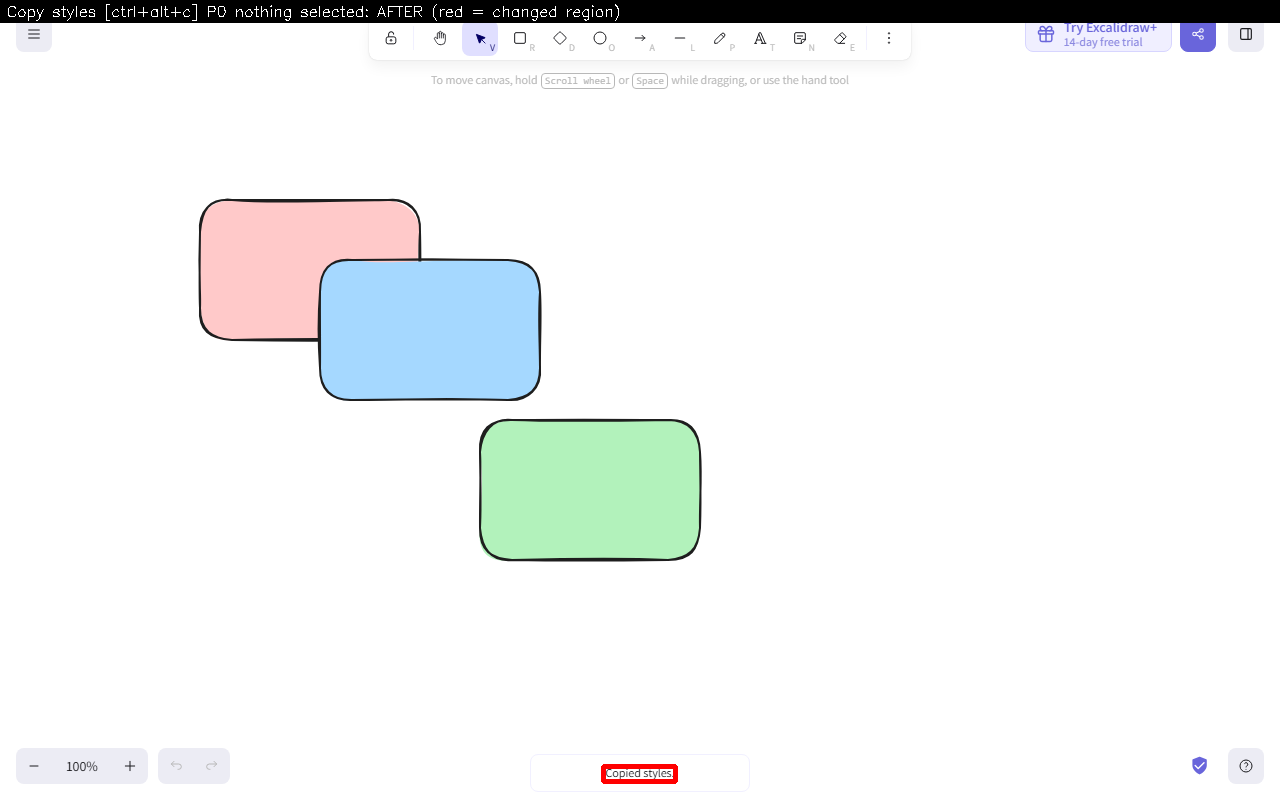 Copy styles [ctrl+alt+c] P0 nothing selected: AFTER (red = changed region)
V R D O A L P T N E
Try Excalidraw+
14-day free trial
To move canvas, hold Scroll wheel or Space while dragging, or use the hand tool
100%
Copied styles.